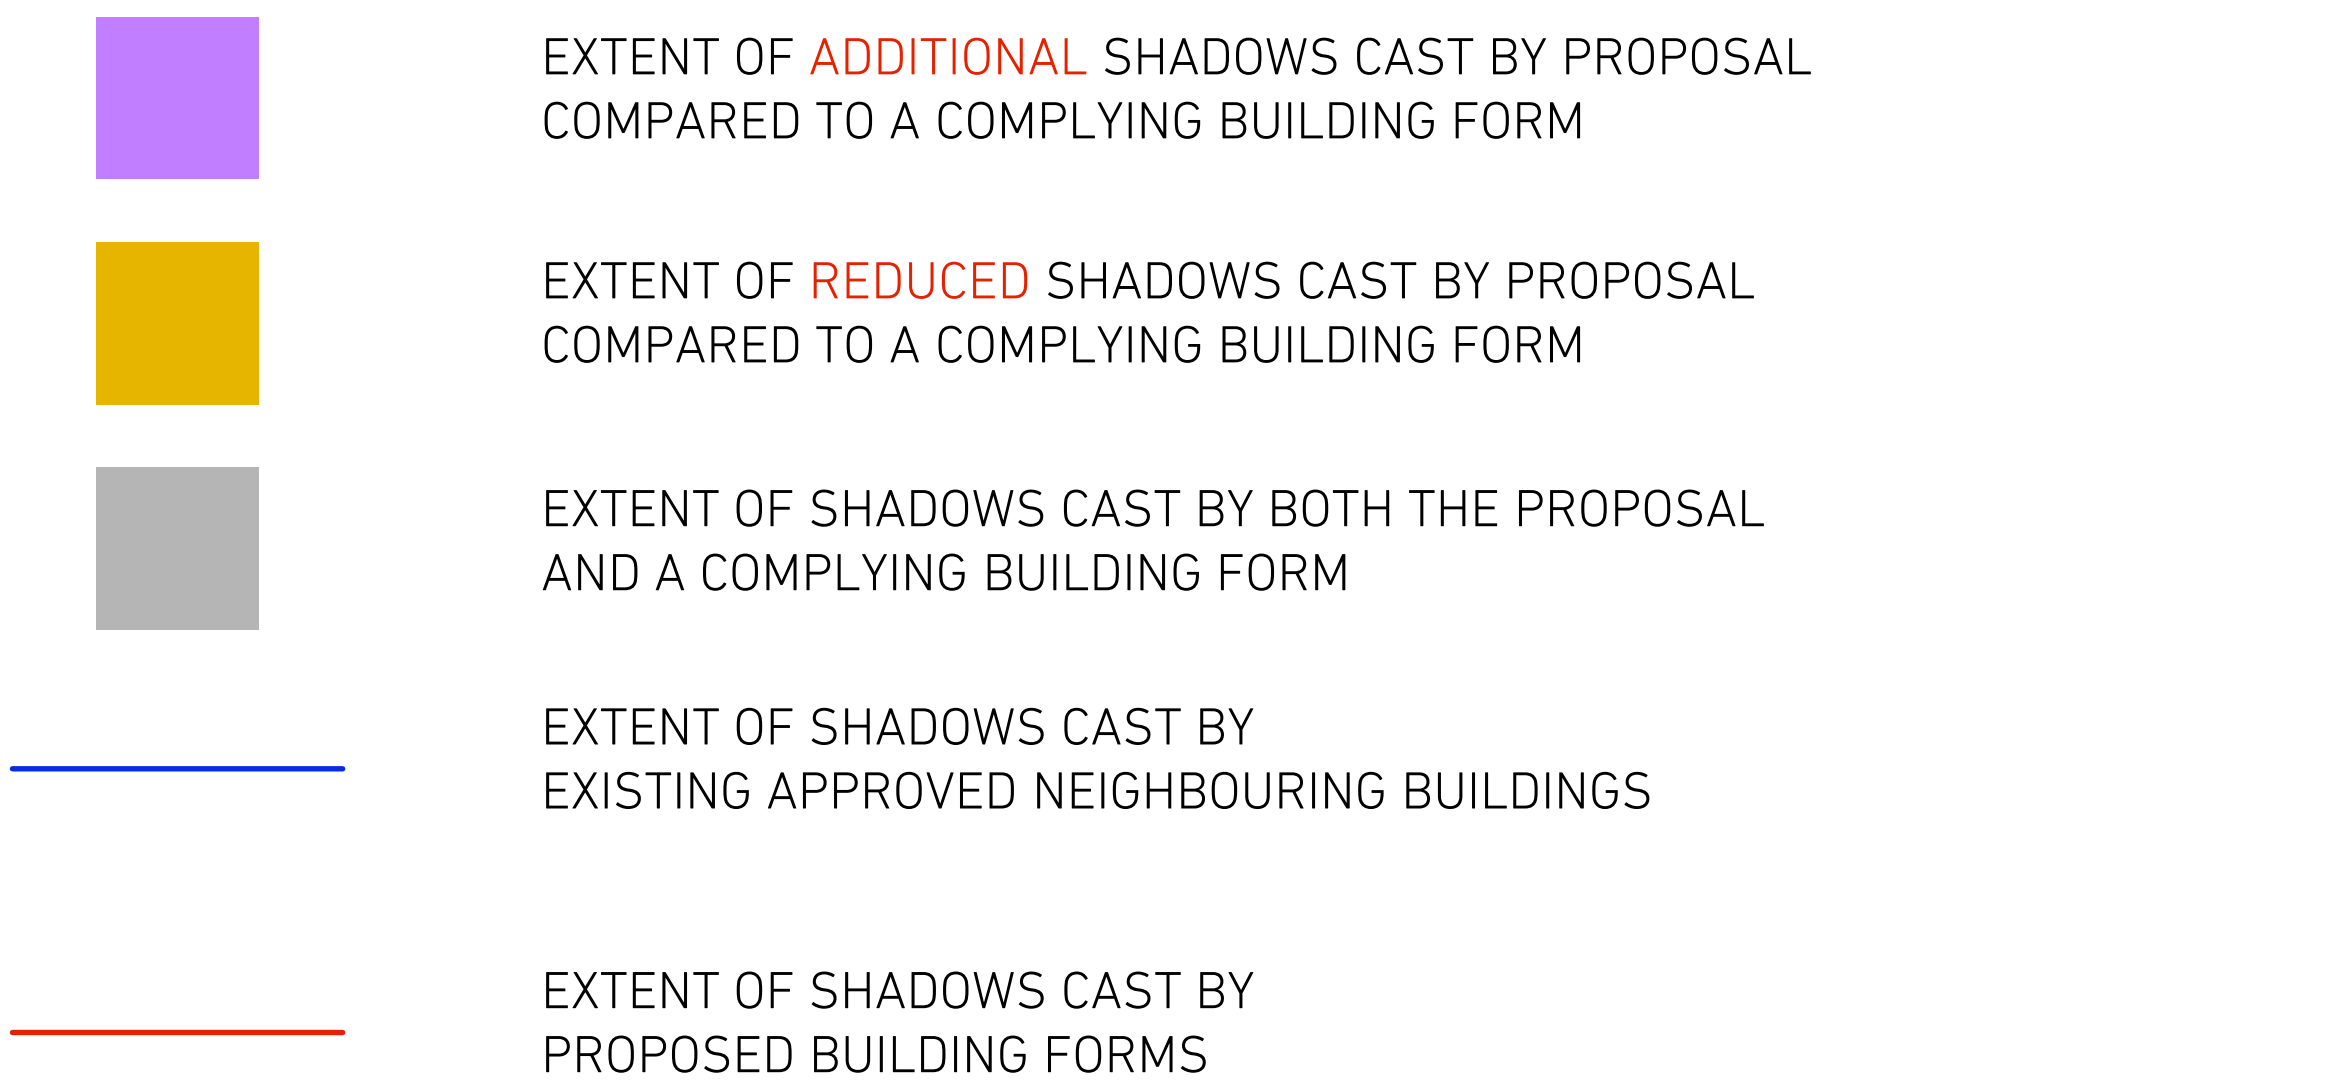 EXTENT OF ADDITIONAL SHADOWS CAST BY PROPOSAL
COMPARED TO A COMPLYING BUILDING FORM
EXTENT OF REDUCED SHADOWS CAST BY PROPOSAL
COMPARED TO A COMPLYING BUILDING FORM
EXTENT OF SHADOWS CAST BY BOTH THE PROPOSAL
AND A COMPLYING BUILDING FORM
EXTENT OF SHADOWS CAST BY
EXISTING APPROVED NEIGHBOURING BUILDINGS
EXTENT OF SHADOWS CAST BY
PROPOSED BUILDING FORMS